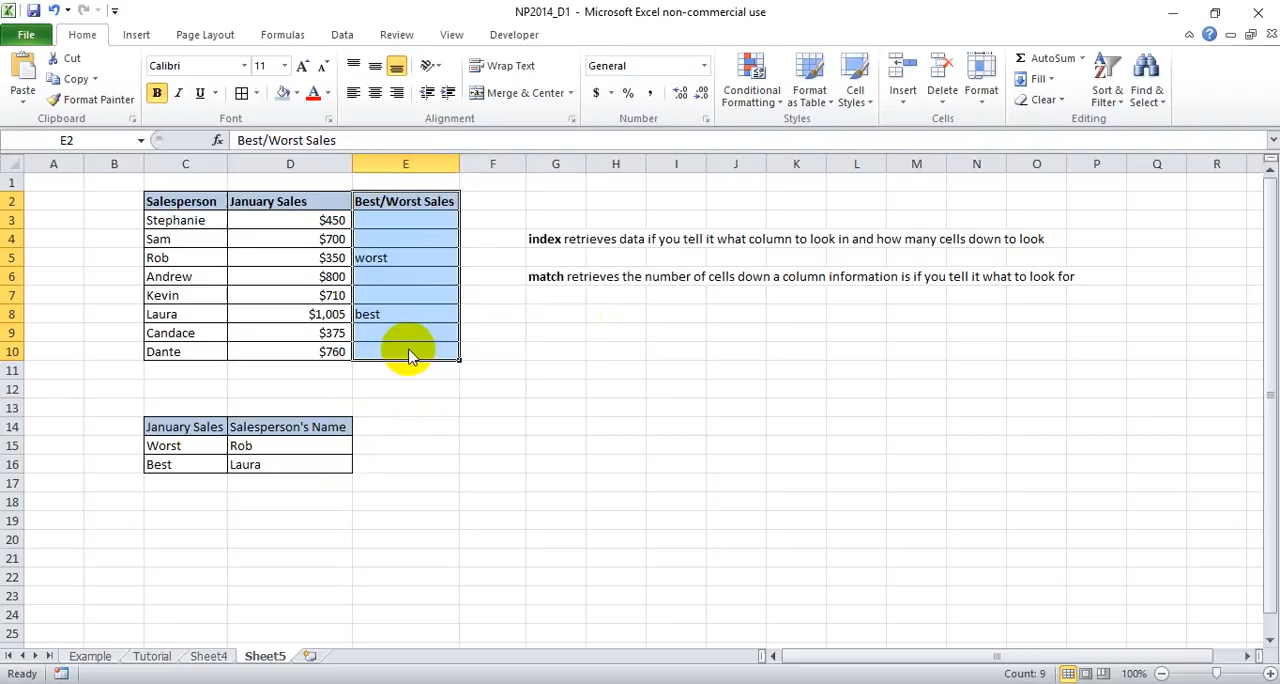 NP2014_D1 - Microsoft Excel non-commercial use
File Home Insert Page Layout Formulas Data Review View Developer
Paste Cut Copy Format Painter Clipboard
Calibri 11 B I U A Font
Wrap Text Merge & Center Alignment
General $ % , Number
Conditional Formatting Format as Table Cell Styles Styles
Insert Delete Format Cells
AutoSum Fill Clear Sort & Filter Find & Select Editing
E2 fx Best/Worst Sales
A B C D E F G H I J K L M N O P Q R
1
2 Salesperson January Sales Best/Worst Sales
3 Stephanie $450
4 Sam $700 index retrieves data if you tell it what column to look in and how many cells down to look
5 Rob $350 worst
6 Andrew $800 match retrieves the number of cells down a column information is if you tell it what to look for
7 Kevin $710
8 Laura $1,005 best
9 Candace $375
10 Dante $760
11
12
13
14 January Sales Salesperson's Name
15 Worst Rob
16 Best Laura
17
18
19
20
21
22
23
24
25
Example Tutorial Sheet4 Sheet5
Ready Count: 9 100%